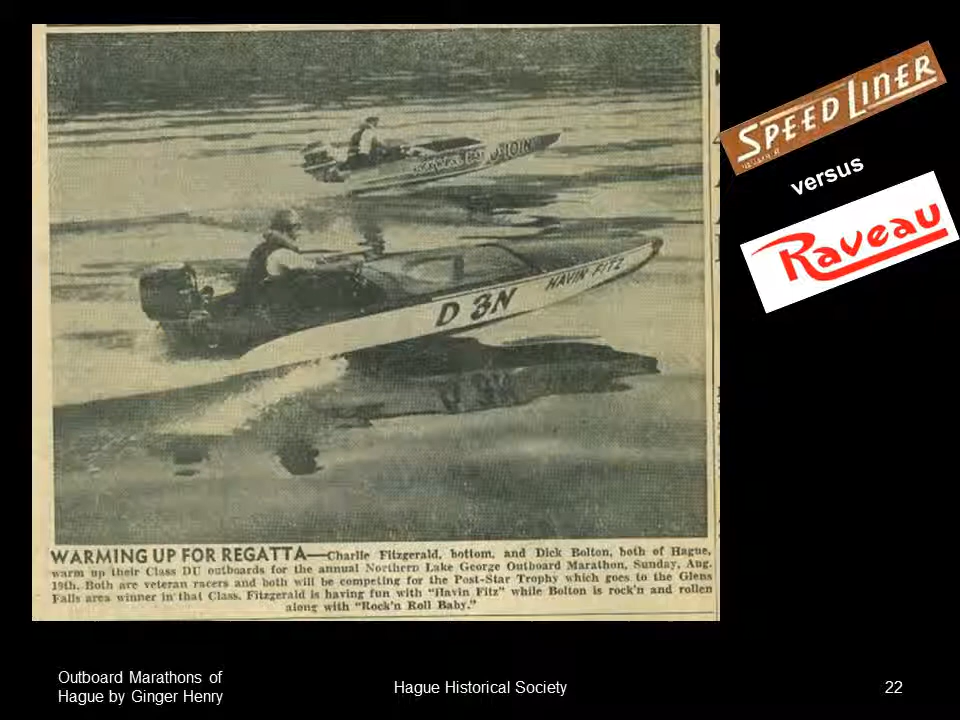 D 3N
HAVIN FITZ
WARMING UP FOR REGATTA—Charlie Fitzgerald, bottom, and Dick Bolton, both of Hague,
warm up their Class DU outboards for the annual Northern Lake George Outboard Marathon, Sunday, Aug.
19th. Both are veteran racers and both will be competing for the Post-Star Trophy which goes to the Glens
Falls area winner in that Class. Fitzgerald is having fun with "Havin Fitz" while Bolton is rock'n and rollen
along with "Rock'n Roll Baby."
SPEEDLINER
versus
Raveau
Outboard Marathons of
Hague by Ginger Henry
Hague Historical Society
22